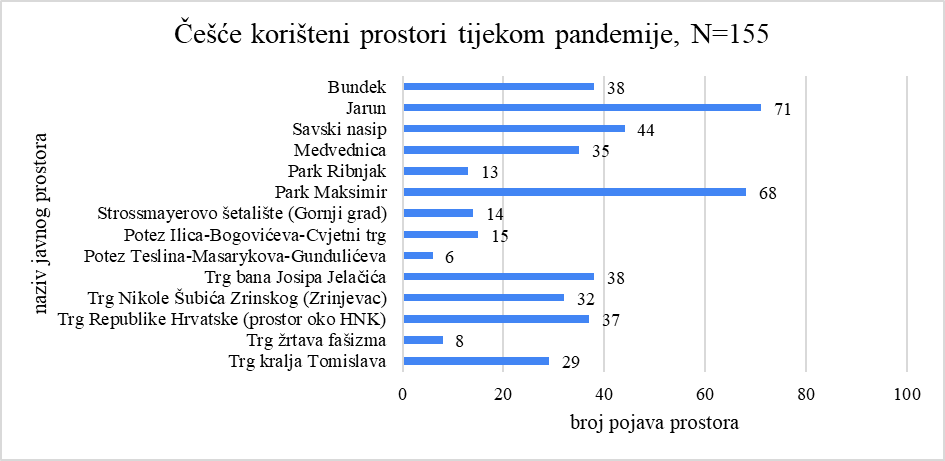 Češće korišteni prostori tijekom pandemije, N=155
naziv javnog prostora
Bundek 38
Jarun 71
Savski nasip 44
Medvednica 35
Park Ribnjak 13
Park Maksimir 68
Strossmayerovo šetalište (Gornji grad) 14
Potez Ilica-Bogovićeva-Cvjetni trg 15
Potez Teslina-Masarykova-Gundulićeva 6
Trg bana Josipa Jelačića 38
Trg Nikole Šubića Zrinskog (Zrinjevac) 32
Trg Republike Hrvatske (prostor oko HNK) 37
Trg žrtava fašizma 8
Trg kralja Tomislava 29
0 20 40 60 80 100
broj pojava prostora